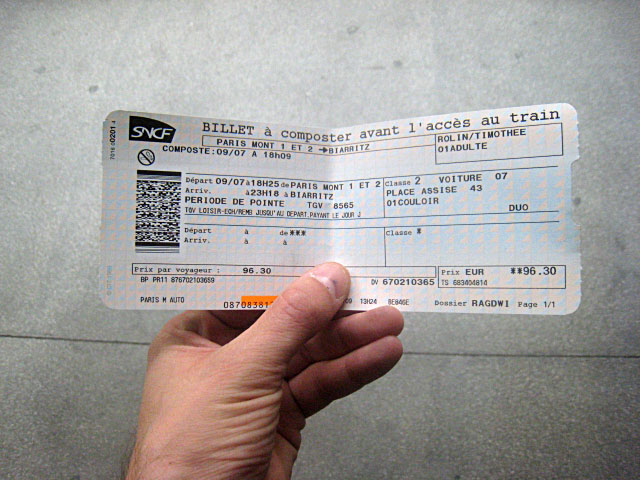 SNCF
BILLET à composter avant l'accès au train
PARIS MONT 1 ET 2 →BIARRITZ
COMPOSTE:09/07 A 18h09
ROLIN/TIMOTHEE
01ADULTE
Départ 09/07 à18H25 de PARIS MONT 1 ET 2
Arriv. à23H18 à BIARRITZ
PERIODE DE POINTE TGV 8565
TGV LOISIR-ECH/REMB JUSQU'AU DEPART,PAYANT LE JOUR J
Classe 2 VOITURE 07
PLACE ASSISE 43
01COULOIR
DUO
Départ à de ***
Arriv. à à
Classe *
Prix par voyageur : 96.30
Prix EUR **96.30
BP PR11 876702103659
DV 670210365
TS 683404814
PARIS M AUTO
13H24 8E846E
Dossier RAGDWI Page 1/1